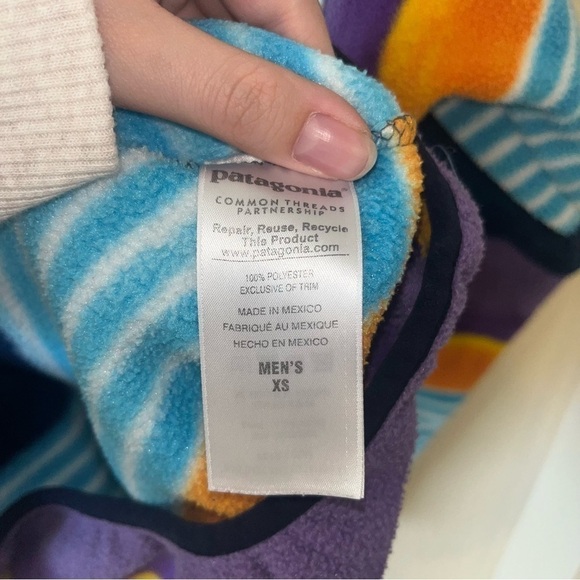 patagonia
COMMON THREADS
PARTNERSHIP
Repair, Reuse, Recycle
This Product
www.patagonia.com
100% POLYESTER
EXCLUSIVE OF TRIM
MADE IN MEXICO
FABRIQUÉ AU MEXIQUE
HECHO EN MEXICO
MEN'S
XS